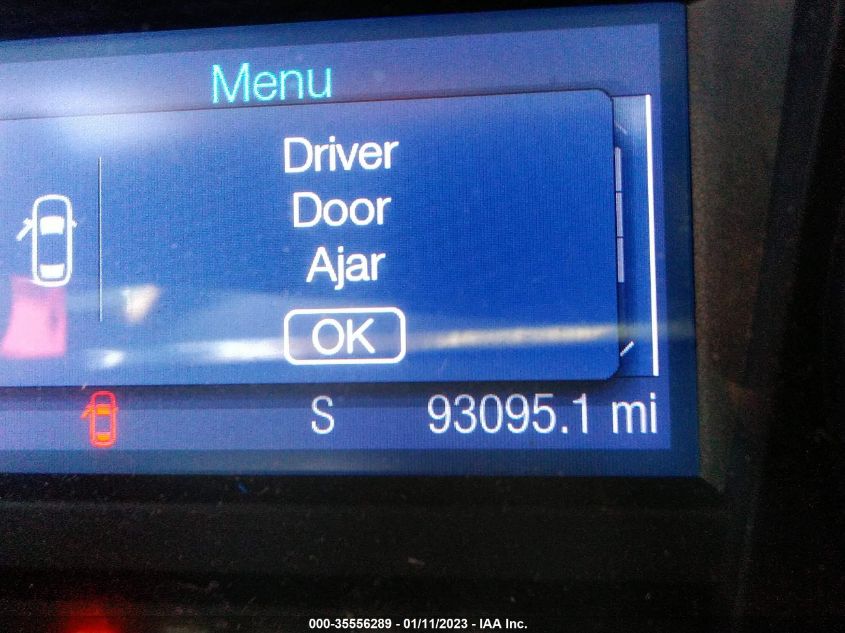 Menu
Driver
Door
Ajar
OK
S 93095.1 mi
000-35556289 - 01/11/2023 - IAA Inc.